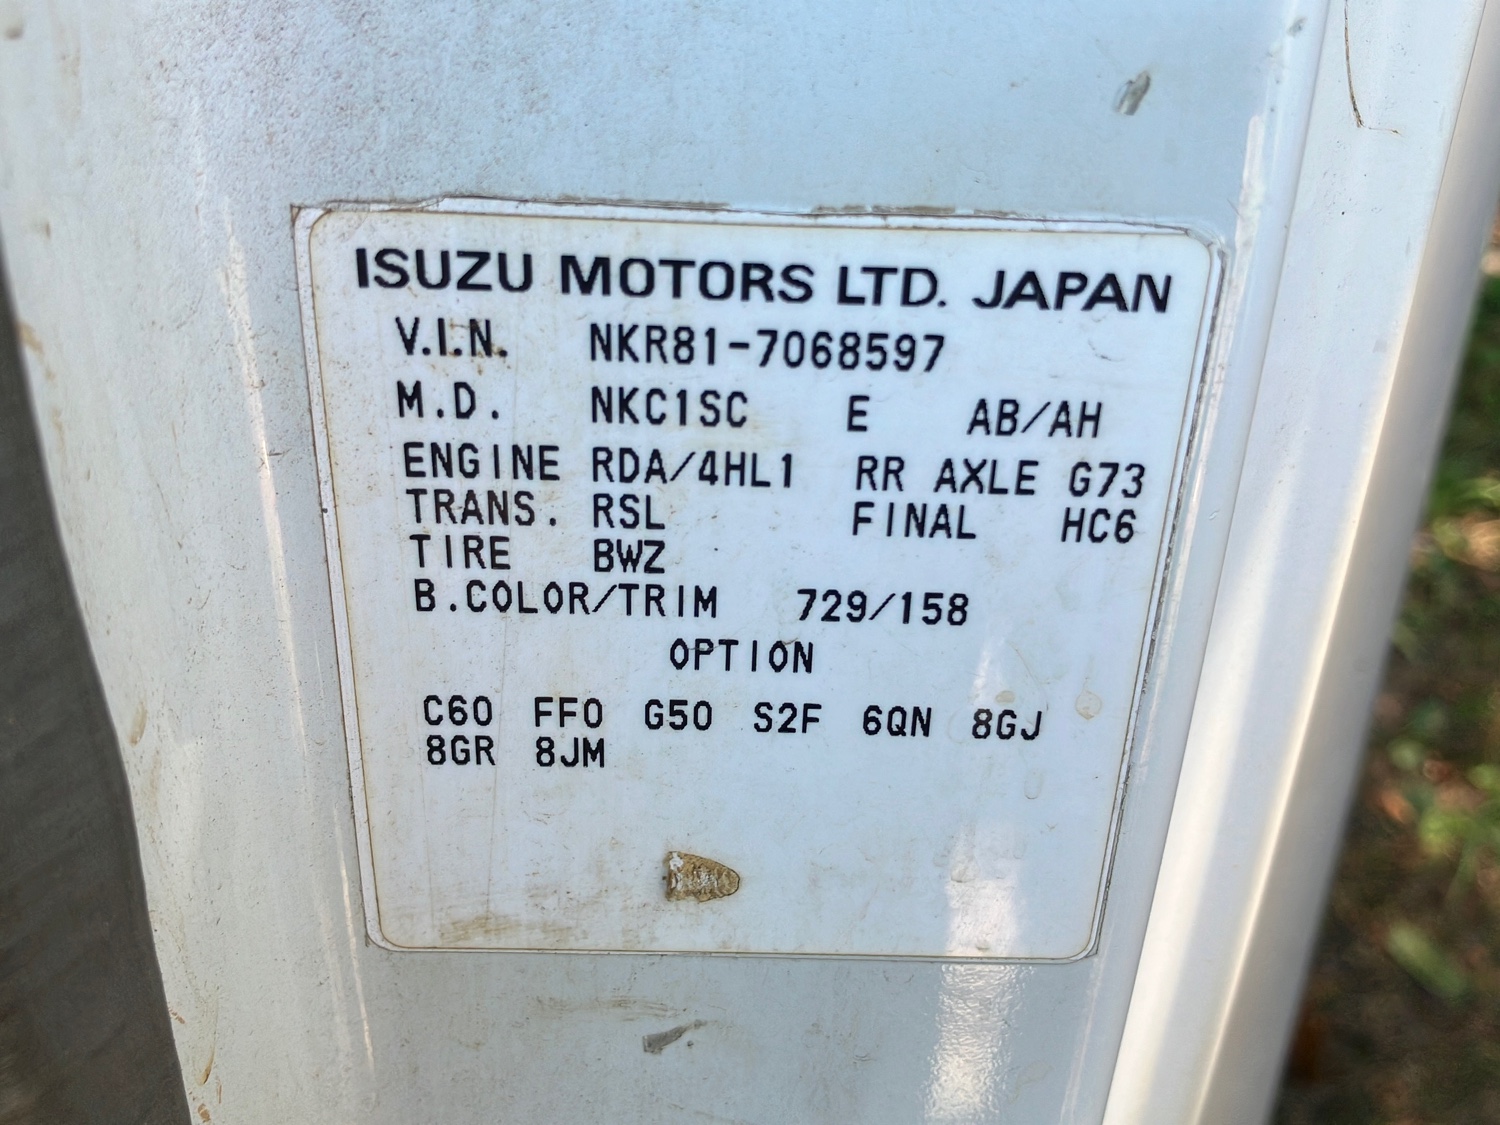 ISUZU MOTORS LTD. JAPAN
V.I.N. NKR81-7068597
M.D. NKC1SC E AB/AH
ENGINE RDA/4HL1 RR AXLE G73
TRANS. RSL FINAL HC6
TIRE BWZ
B.COLOR/TRIM 729/158
OPTION
C60 FF0 G50 S2F 6QN 8GJ
8GR 8JM